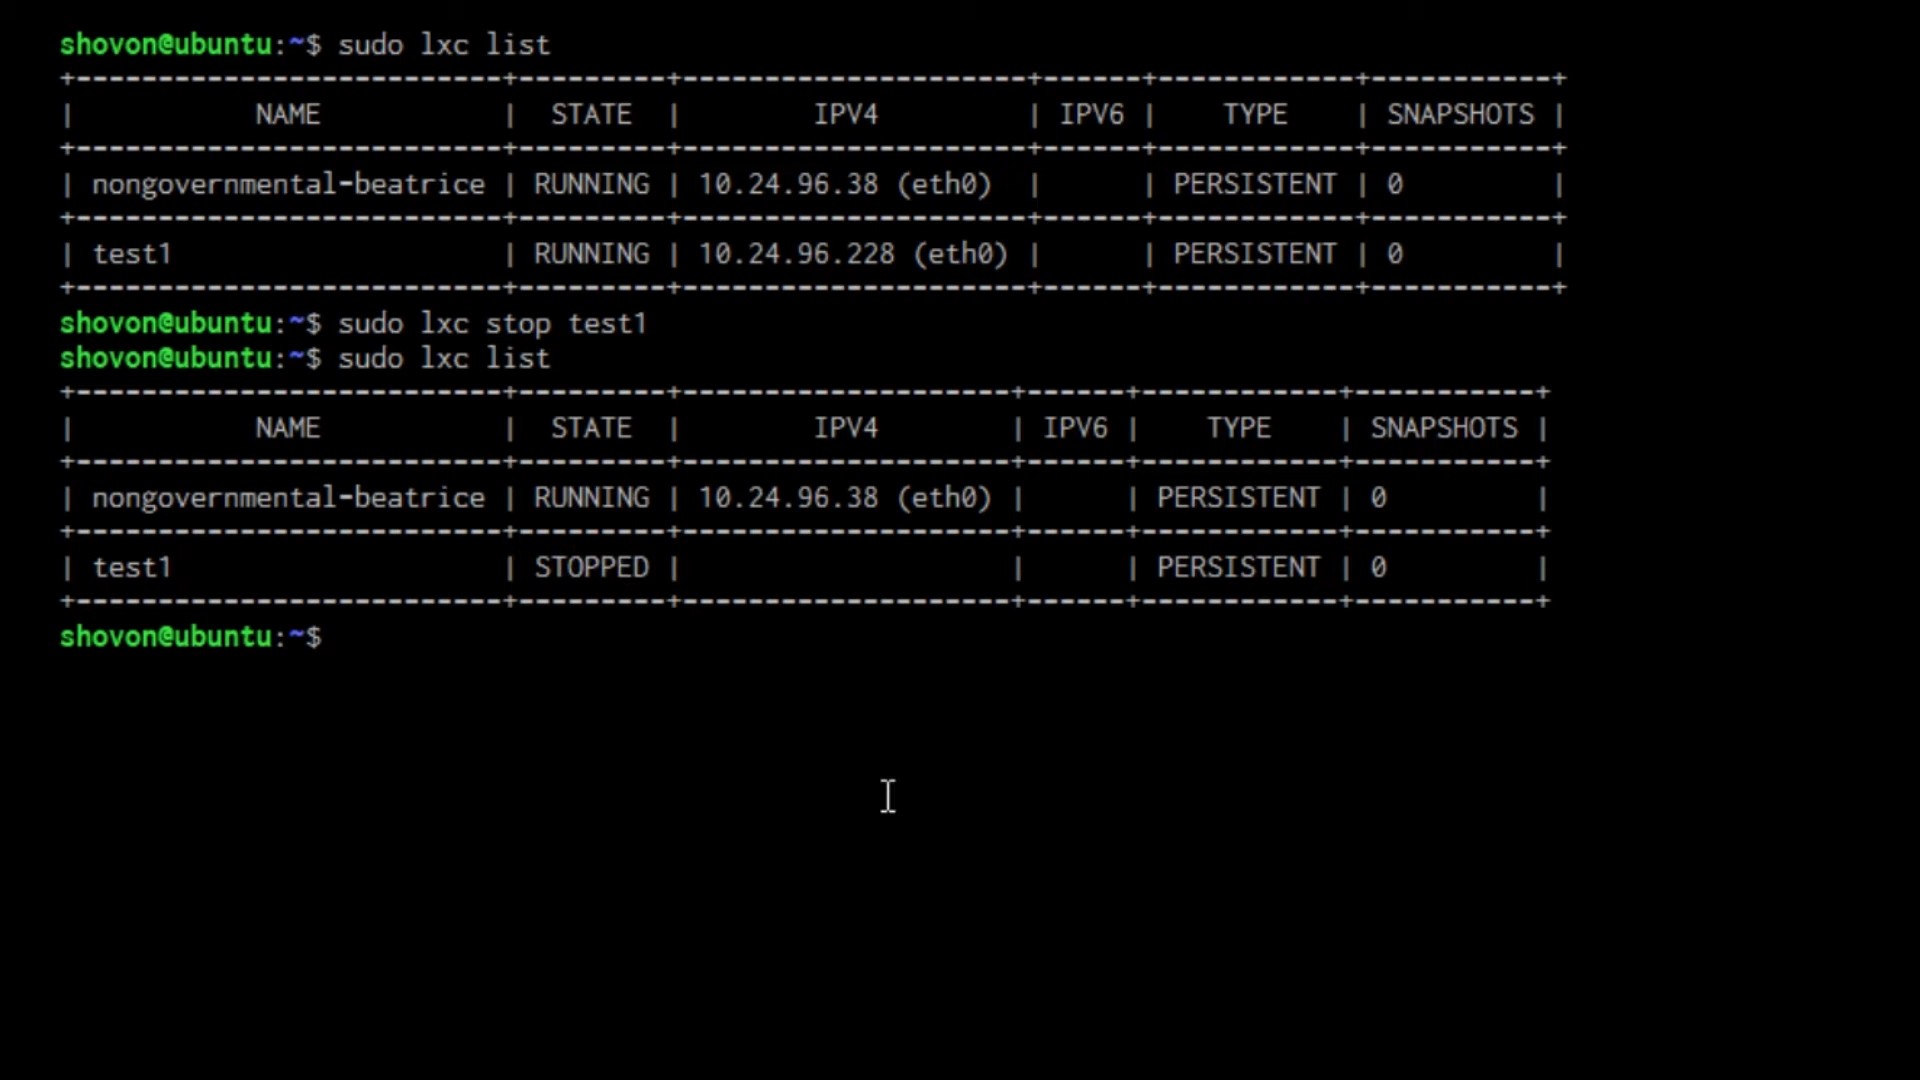 shovon@ubuntu:~$ sudo lxc list
+--------------------------+---------+---------------------+------+------------+-----------+
|           NAME           |  STATE  |        IPV4         | IPV6 |    TYPE    | SNAPSHOTS |
+--------------------------+---------+---------------------+------+------------+-----------+
| nongovernmental-beatrice | RUNNING | 10.24.96.38 (eth0)  |      | PERSISTENT | 0         |
+--------------------------+---------+---------------------+------+------------+-----------+
| test1                    | RUNNING | 10.24.96.228 (eth0) |      | PERSISTENT | 0         |
+--------------------------+---------+---------------------+------+------------+-----------+
shovon@ubuntu:~$ sudo lxc stop test1
shovon@ubuntu:~$ sudo lxc list
+--------------------------+---------+--------------------+------+------------+-----------+
|           NAME           |  STATE  |        IPV4        | IPV6 |    TYPE    | SNAPSHOTS |
+--------------------------+---------+--------------------+------+------------+-----------+
| nongovernmental-beatrice | RUNNING | 10.24.96.38 (eth0) |      | PERSISTENT | 0         |
+--------------------------+---------+--------------------+------+------------+-----------+
| test1                    | STOPPED |                    |      | PERSISTENT | 0         |
+--------------------------+---------+--------------------+------+------------+-----------+
shovon@ubuntu:~$